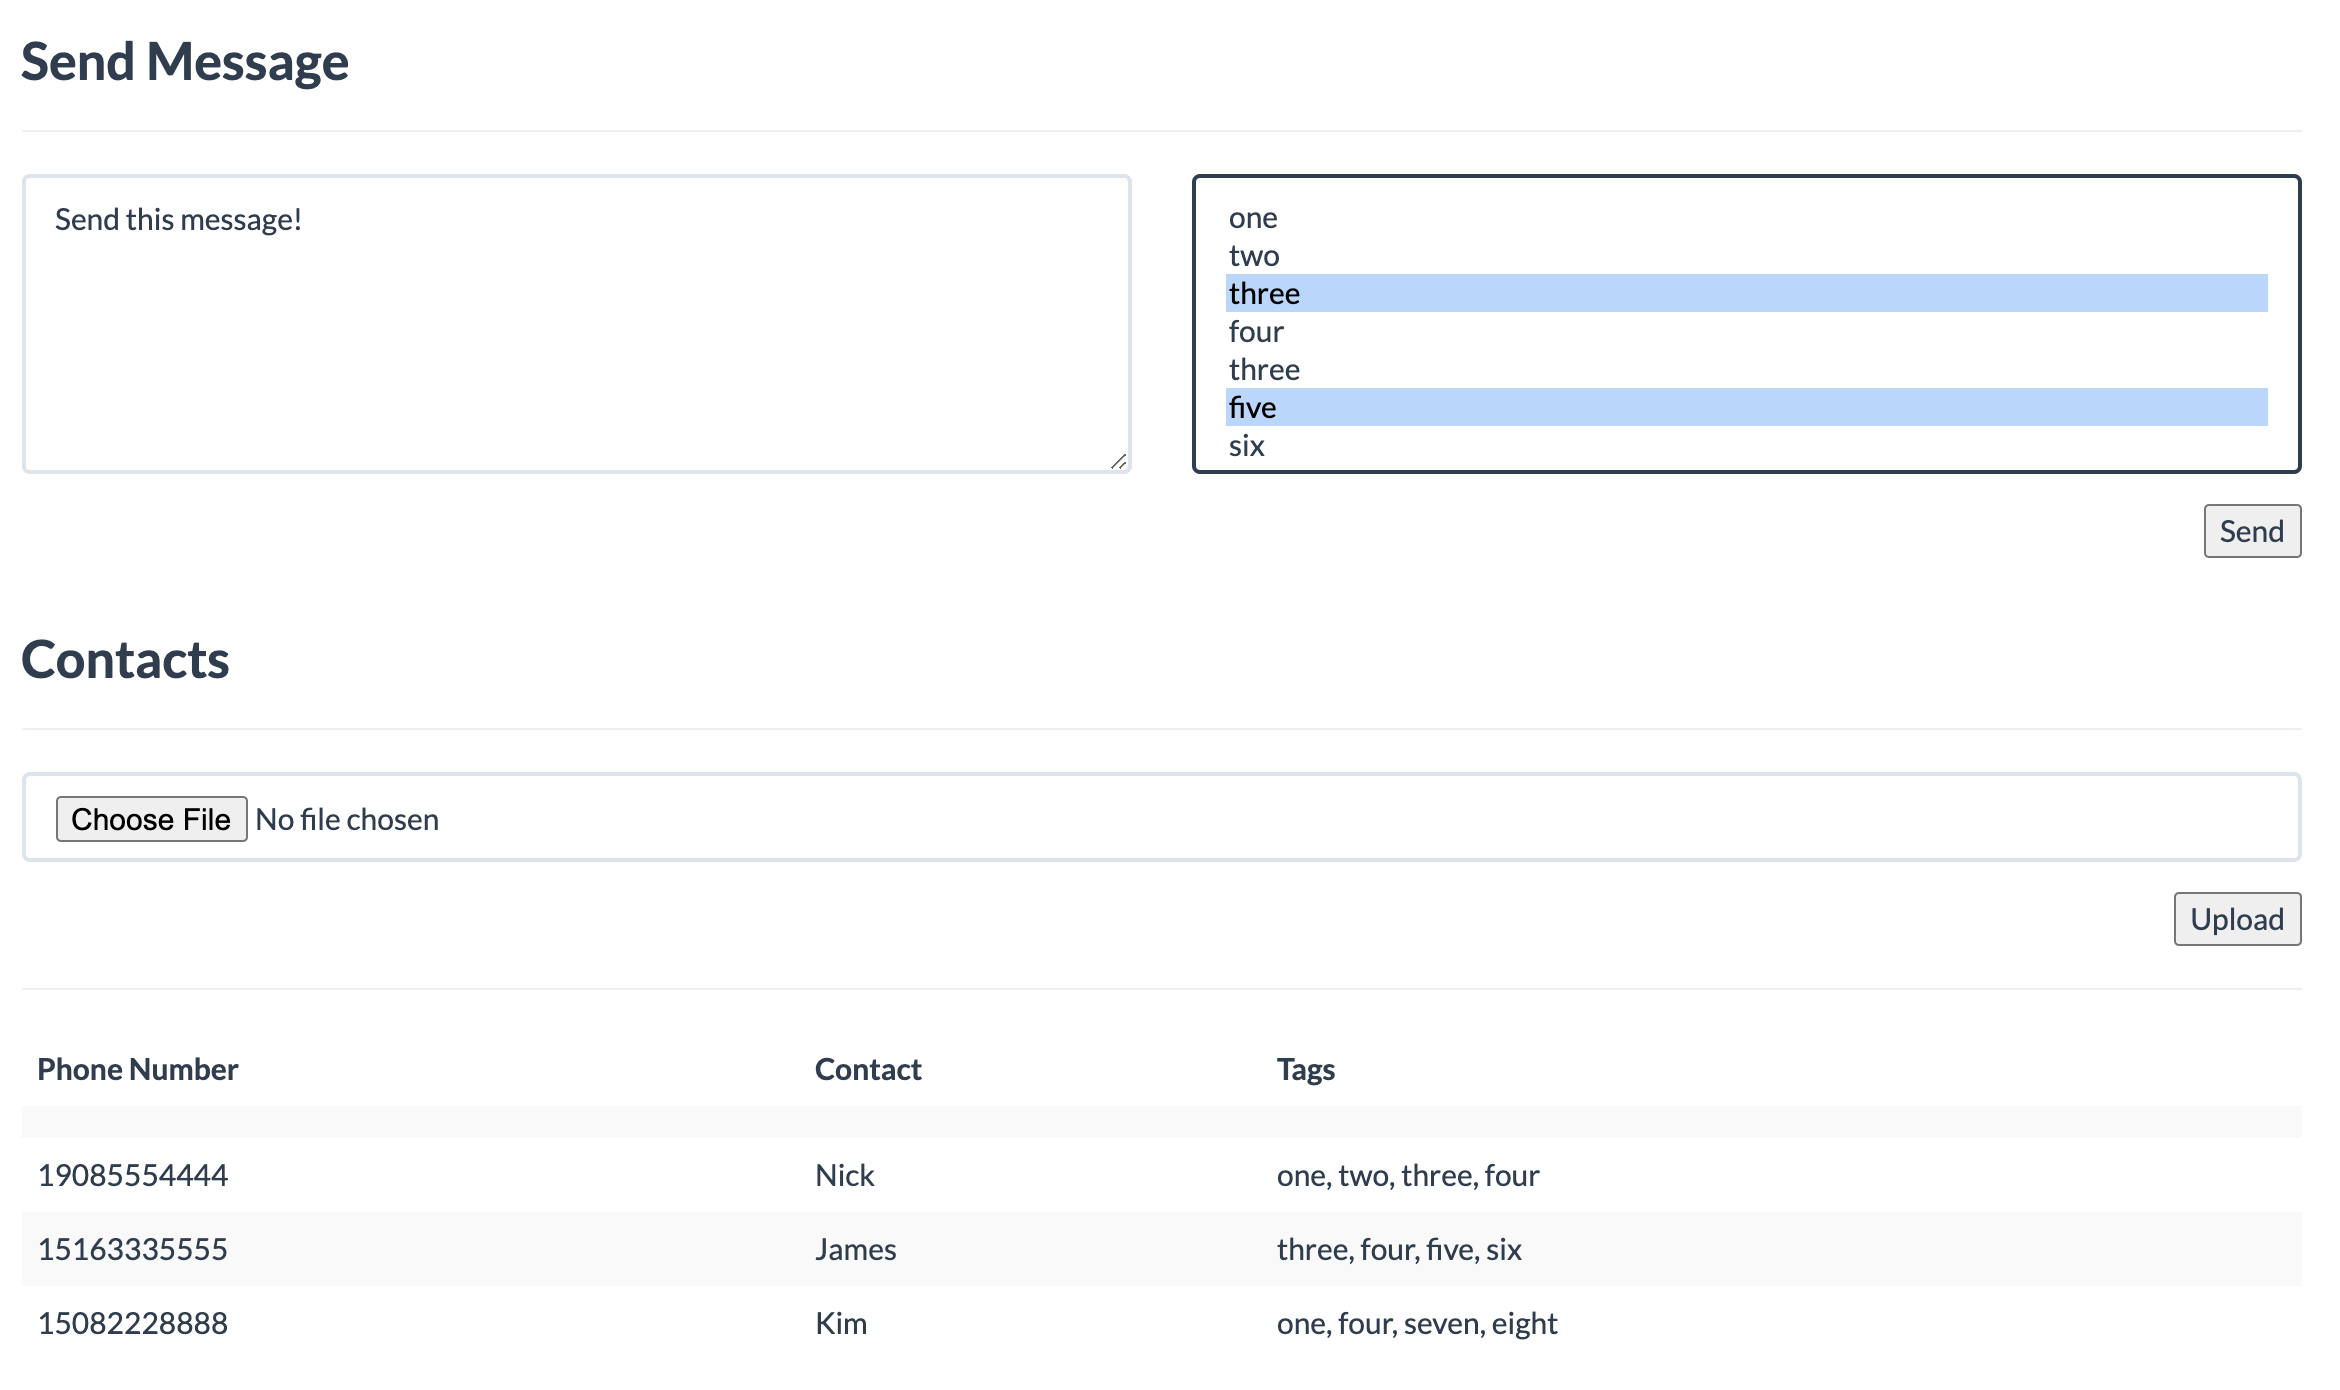 Send Message
Send this message!
one
two
three
four
three
five
six
Send
Contacts
Choose File No file chosen
Upload
Phone Number Contact Tags
19085554444 Nick one, two, three, four
15163335555 James three, four, five, six
15082228888 Kim one, four, seven, eight